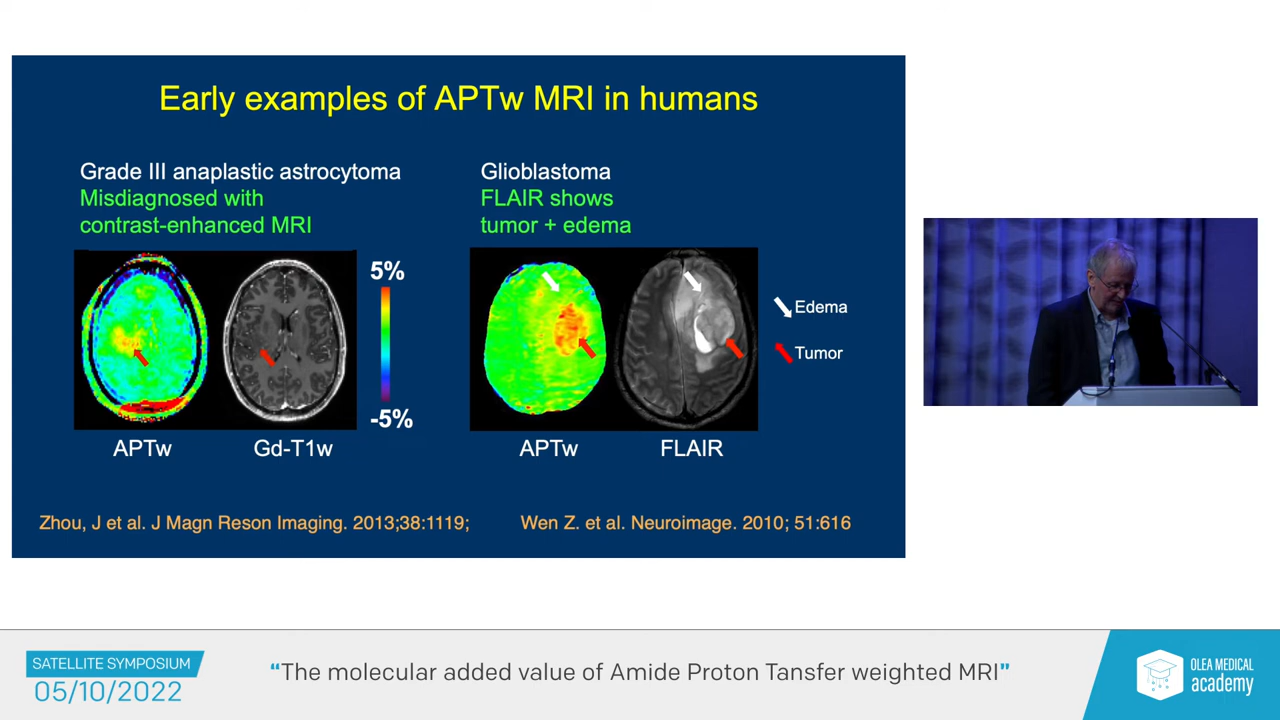 Early examples of APTw MRI in humans
Grade III anaplastic astrocytoma
Misdiagnosed with
contrast-enhanced MRI
Glioblastoma
FLAIR shows
tumor + edema
5%
-5%
Edema
Tumor
APTw
Gd-T1w
APTw
FLAIR
Zhou, J et al. J Magn Reson Imaging. 2013;38:1119;
Wen Z. et al. Neuroimage. 2010; 51:616
SATELLITE SYMPOSIUM
05/10/2022
“The molecular added value of Amide Proton Tansfer weighted MRI”
OLEA MEDICAL
academy